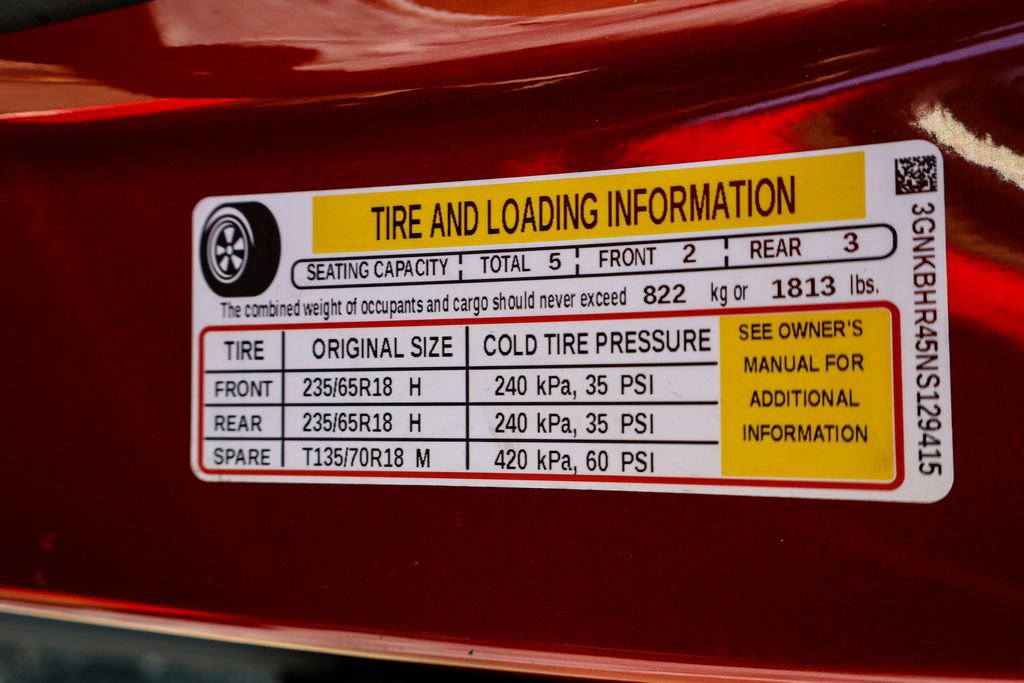 TIRE AND LOADING INFORMATION
SEATING CAPACITY TOTAL 5 FRONT 2 REAR 3
The combined weight of occupants and cargo should never exceed 822 kg or 1813 lbs.
TIRE ORIGINAL SIZE COLD TIRE PRESSURE
FRONT 235/65R18 H 240 kPa, 35 PSI
REAR 235/65R18 H 240 kPa, 35 PSI
SPARE T135/70R18 M 420 kPa, 60 PSI
SEE OWNER'S
MANUAL FOR
ADDITIONAL
INFORMATION
3GNKBHR45NS129415